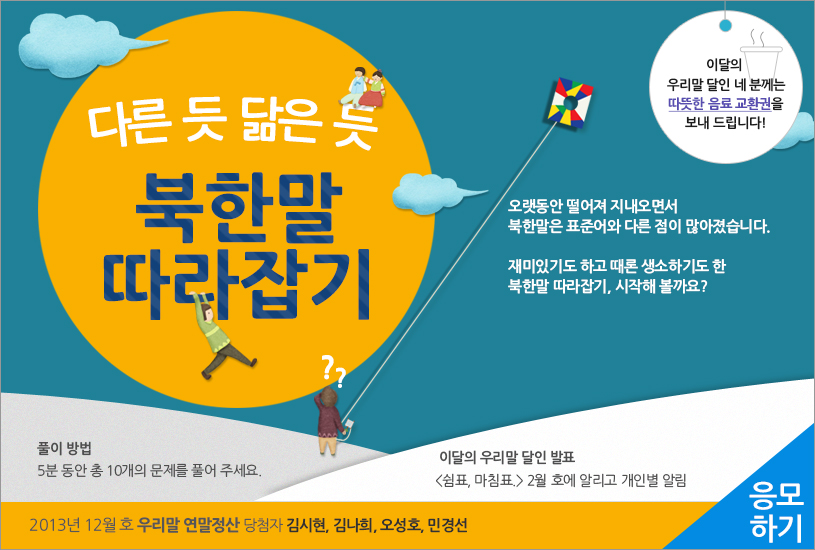 다른 듯 닮은 듯
북한말
따라잡기
이달의
우리말 달인 네 분께는
따뜻한 음료 교환권을
보내 드립니다!
오랫동안 떨어져 지내오면서
북한말은 표준어와 다른 점이 많아졌습니다.
재미있기도 하고 때론 생소하기도 한
북한말 따라잡기, 시작해 볼까요?
??
풀이 방법
5분 동안 총 10개의 문제를 풀어 주세요.
이달의 우리말 달인 발표
<쉼표, 마침표.> 2월 호에 알리고 개인별 알림
2013년 12월 호 우리말 연말정산 당첨자 김시현, 김나희, 오성호, 민경선
응모
하기